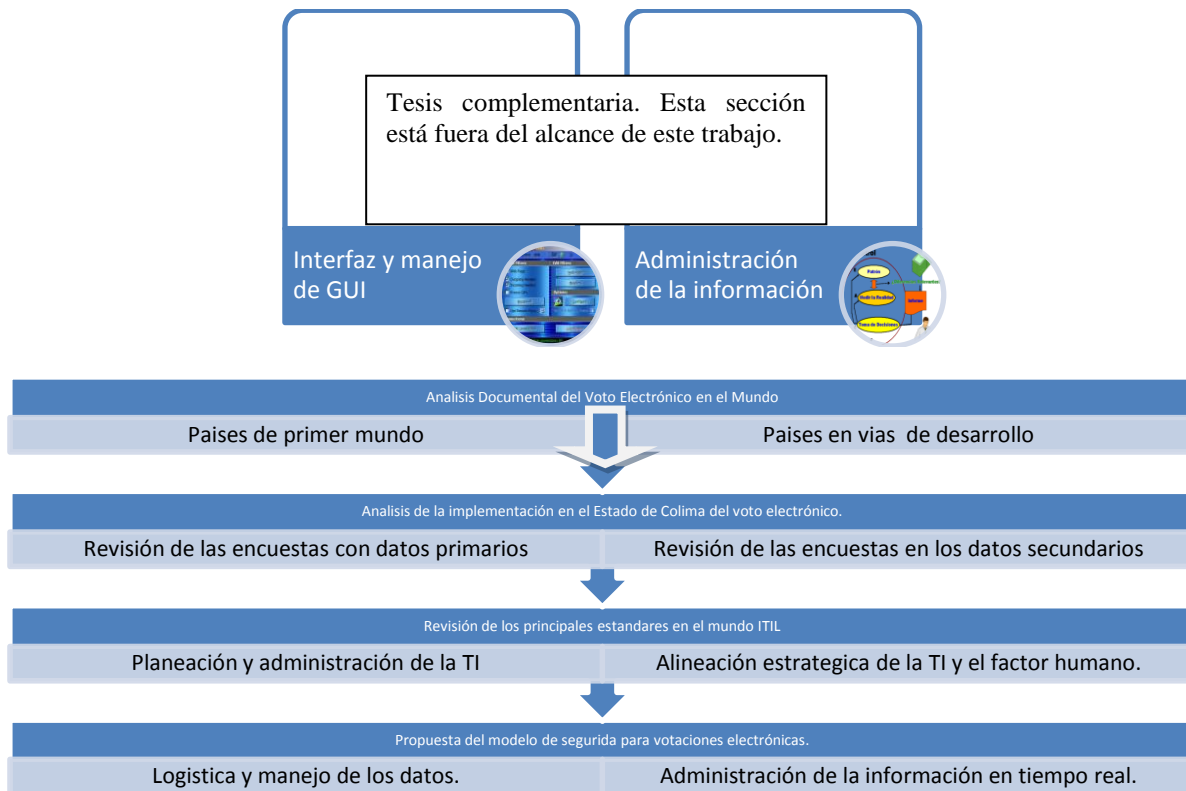 Tesis complementaria. Esta sección
está fuera del alcance de este trabajo.
Interfaz y manejo
de GUI
Administración
de la información
Toma de Decisiones
Analisis Documental del Voto Electrónico en el Mundo
Paises de primer mundo
Paises en vias de desarrollo
Analisis de la implementación en el Estado de Colima del voto electrónico.
Revisión de las encuestas con datos primarios
Revisión de las encuestas en los datos secundarios
Revisión de los principales estandares en el mundo ITIL
Planeación y administración de la TI
Alineación estrategica de la TI y el factor humano.
Propuesta del modelo de segurida para votaciones electrónicas.
Logistica y manejo de los datos.
Administración de la información en tiempo real.